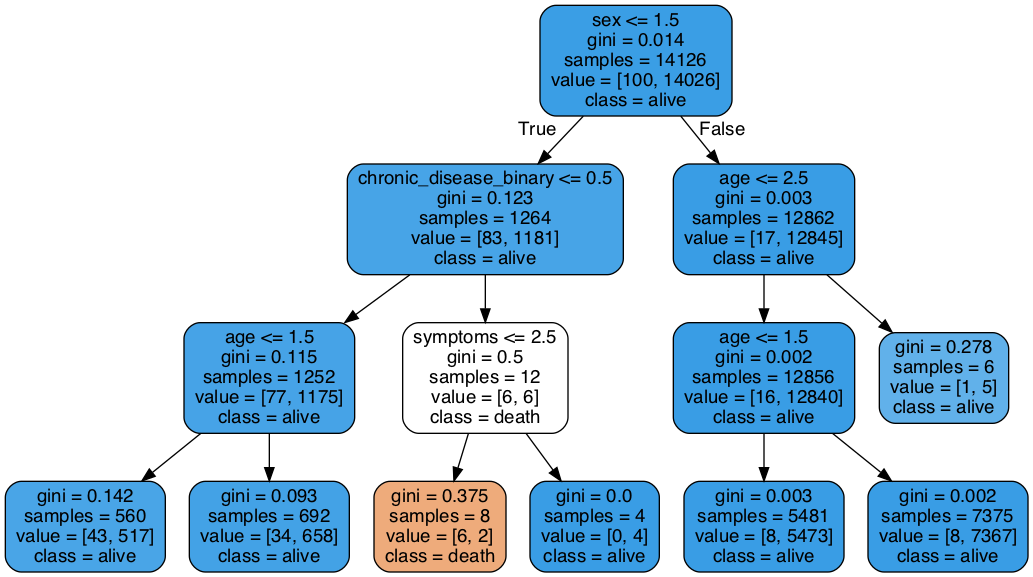 sex <= 1.5
gini = 0.014
samples = 14126
value = [100, 14026]
class = alive
True
False
chronic_disease_binary <= 0.5
gini = 0.123
samples = 1264
value = [83, 1181]
class = alive
age <= 2.5
gini = 0.003
samples = 12862
value = [17, 12845]
class = alive
age <= 1.5
gini = 0.115
samples = 1252
value = [77, 1175]
class = alive
symptoms <= 2.5
gini = 0.5
samples = 12
value = [6, 6]
class = death
age <= 1.5
gini = 0.002
samples = 12856
value = [16, 12840]
class = alive
gini = 0.278
samples = 6
value = [1, 5]
class = alive
gini = 0.142
samples = 560
value = [43, 517]
class = alive
gini = 0.093
samples = 692
value = [34, 658]
class = alive
gini = 0.375
samples = 8
value = [6, 2]
class = death
gini = 0.0
samples = 4
value = [0, 4]
class = alive
gini = 0.003
samples = 5481
value = [8, 5473]
class = alive
gini = 0.002
samples = 7375
value = [8, 7367]
class = alive